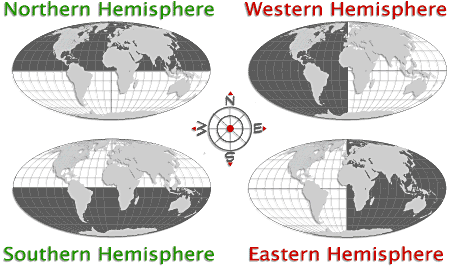 Northern Hemisphere
Western Hemisphere
N
W E
S
Southern Hemisphere
Eastern Hemisphere